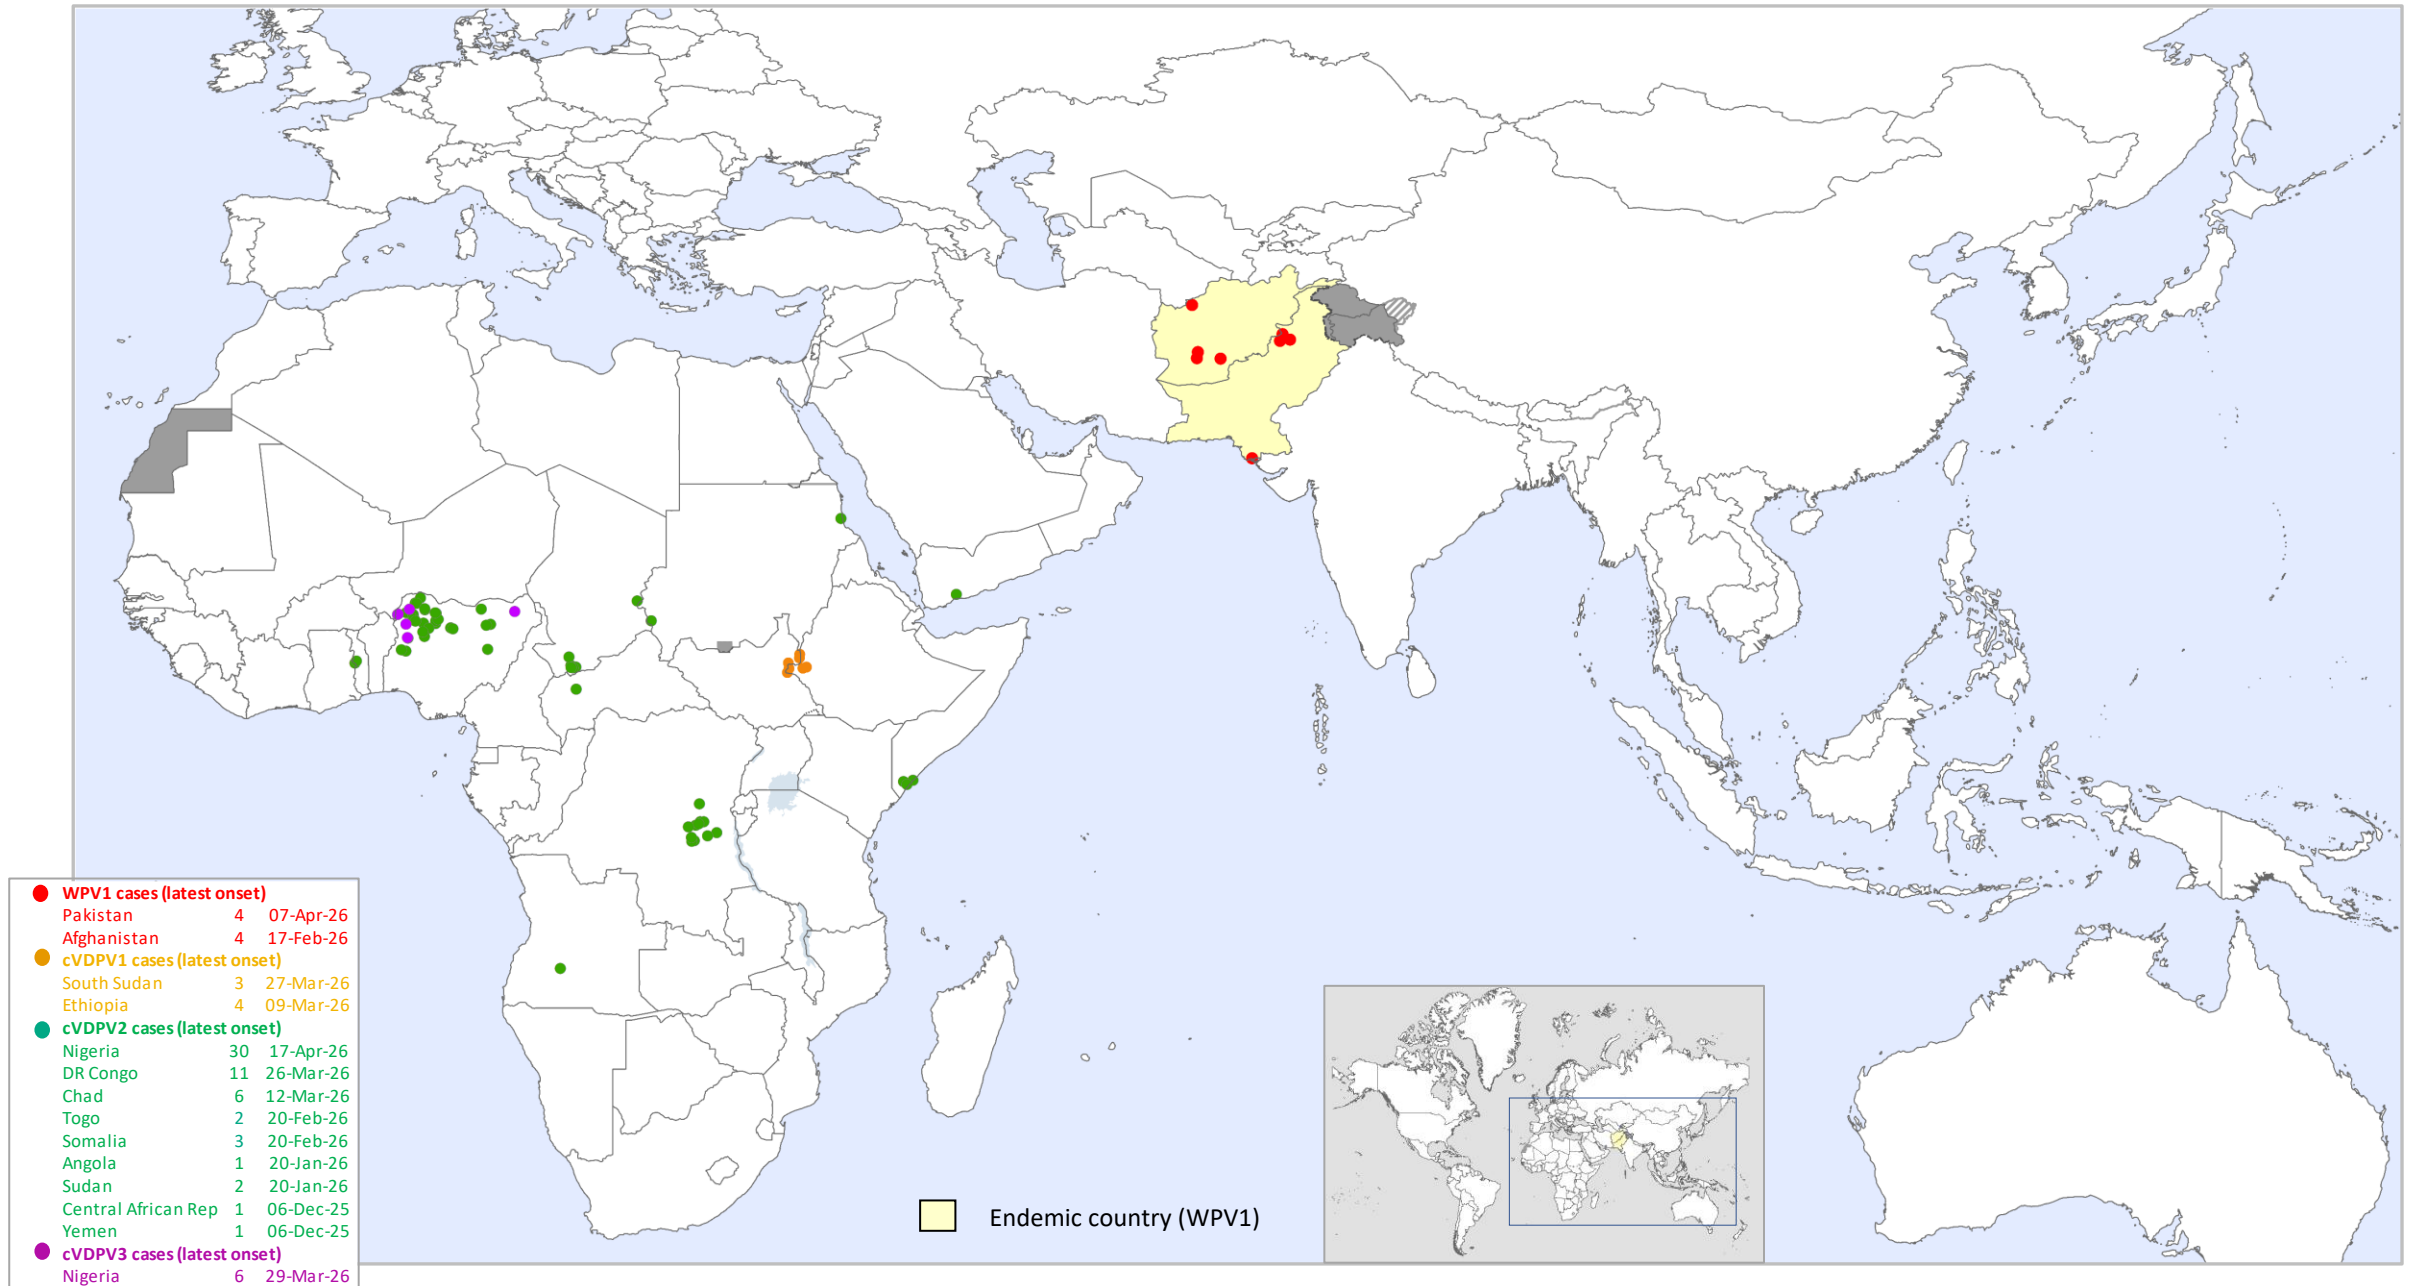 WPV1 cases (latest onset)
Pakistan 4 07-Apr-26
Afghanistan 4 17-Feb-26
cVDPV1 cases (latest onset)
South Sudan 3 27-Mar-26
Ethiopia 4 09-Mar-26
cVDPV2 cases (latest onset)
Nigeria 30 17-Apr-26
DR Congo 11 26-Mar-26
Chad 6 12-Mar-26
Togo 2 20-Feb-26
Somalia 3 20-Feb-26
Angola 1 20-Jan-26
Sudan 2 20-Jan-26
Central African Rep 1 06-Dec-25
Yemen 1 06-Dec-25
cVDPV3 cases (latest onset)
Nigeria 6 29-Mar-26
Endemic country (WPV1)